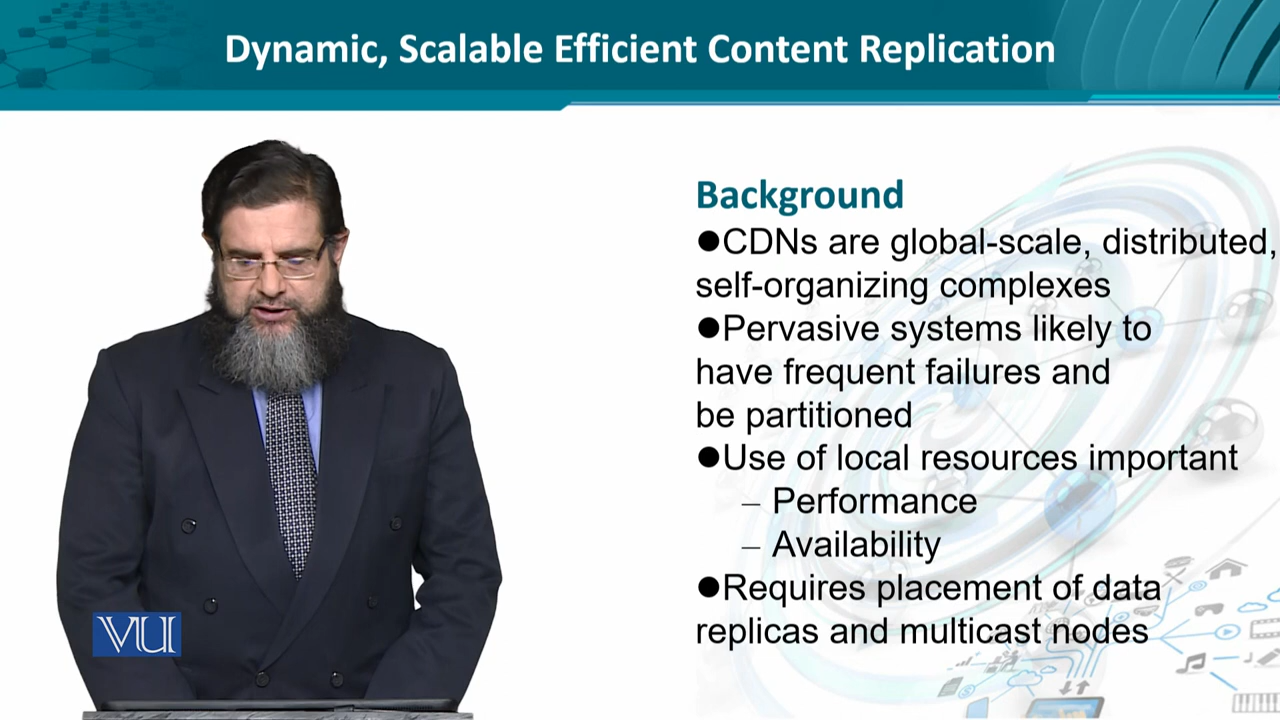 Dynamic, Scalable Efficient Content Replication
Background
●CDNs are global-scale, distributed,
self-organizing complexes
●Pervasive systems likely to
have frequent failures and
be partitioned
●Use of local resources important
– Performance
– Availability
●Requires placement of data
replicas and multicast nodes
VU